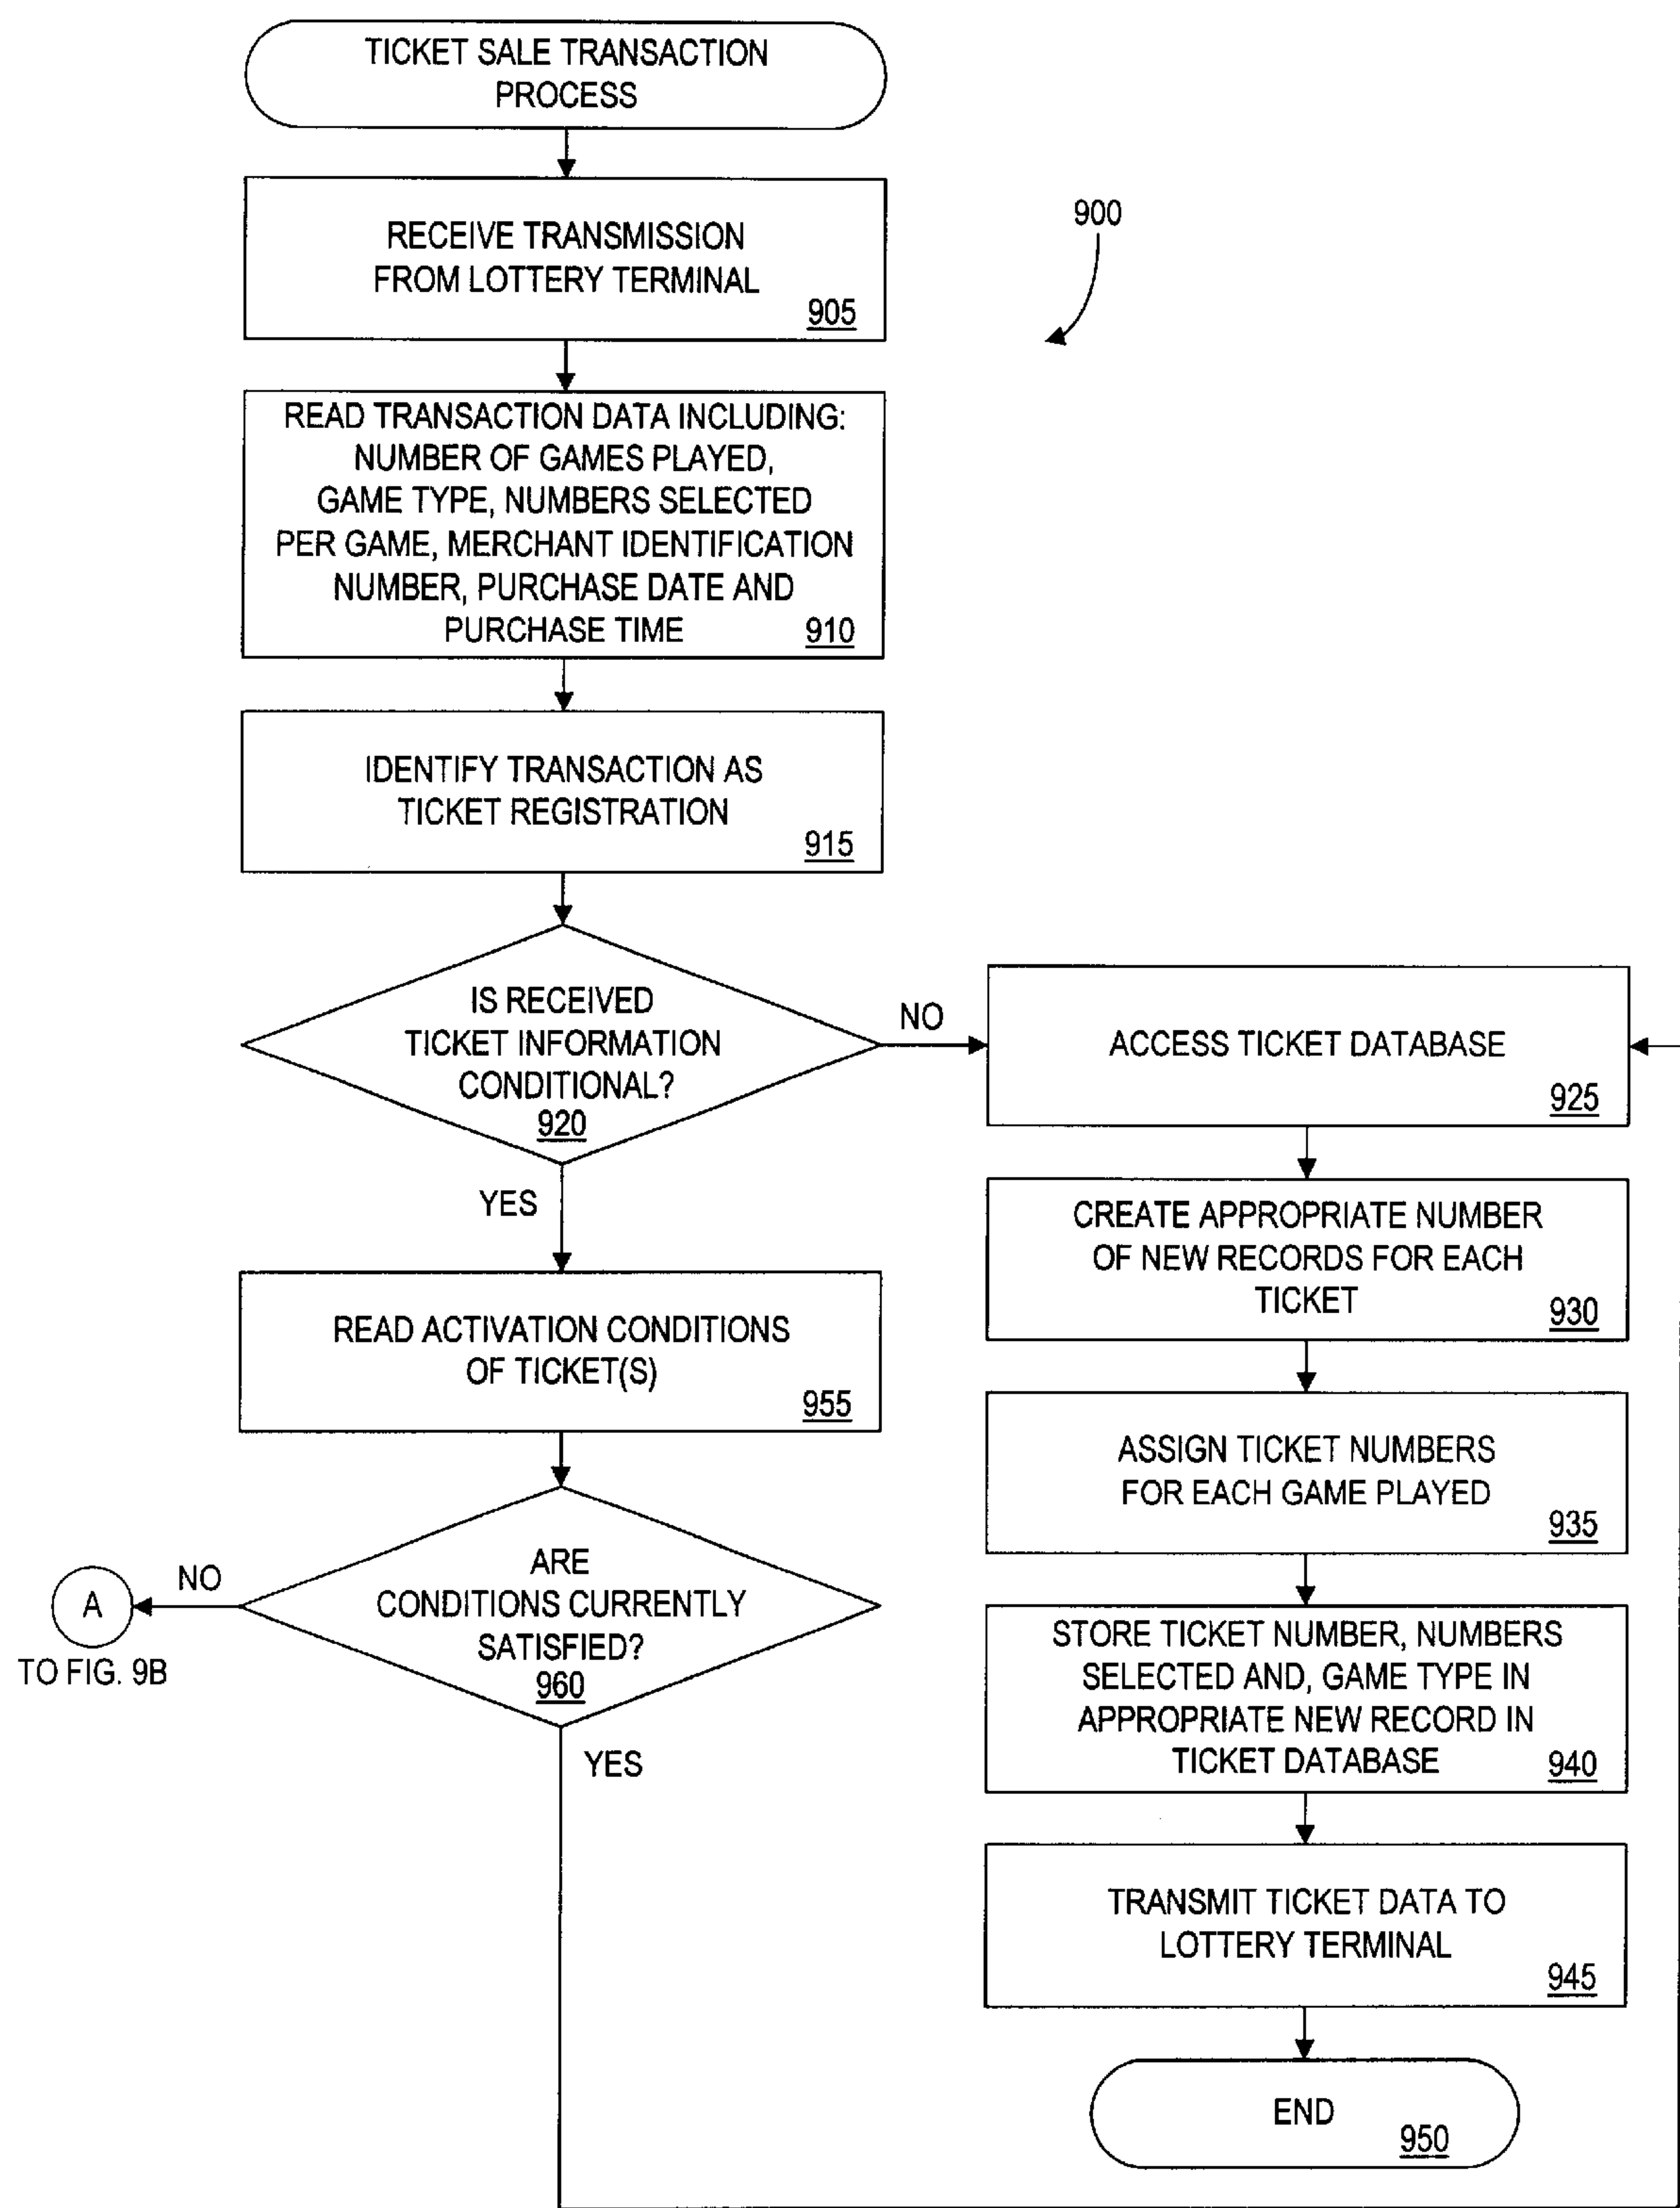 TICKET SALE TRANSACTION
PROCESS
RECEIVE TRANSMISSION
FROM LOTTERY TERMINAL
905
900
READ TRANSACTION DATA INCLUDING:
NUMBER OF GAMES PLAYED,
GAME TYPE, NUMBERS SELECTED
PER GAME, MERCHANT IDENTIFICATION
NUMBER, PURCHASE DATE AND
PURCHASE TIME 910
IDENTIFY TRANSACTION AS
TICKET REGISTRATION
915
IS RECEIVED
TICKET INFORMATION
CONDITIONAL?
920
NO
YES
ACCESS TICKET DATABASE
925
CREATE APPROPRIATE NUMBER
OF NEW RECORDS FOR EACH
TICKET 930
ASSIGN TICKET NUMBERS
FOR EACH GAME PLAYED
935
STORE TICKET NUMBER, NUMBERS
SELECTED AND, GAME TYPE IN
APPROPRIATE NEW RECORD IN
TICKET DATABASE 940
TRANSMIT TICKET DATA TO
LOTTERY TERMINAL
945
END
950
READ ACTIVATION CONDITIONS
OF TICKET(S)
955
ARE
CONDITIONS CURRENTLY
SATISFIED?
960
NO
A
TO FIG. 9B
YES